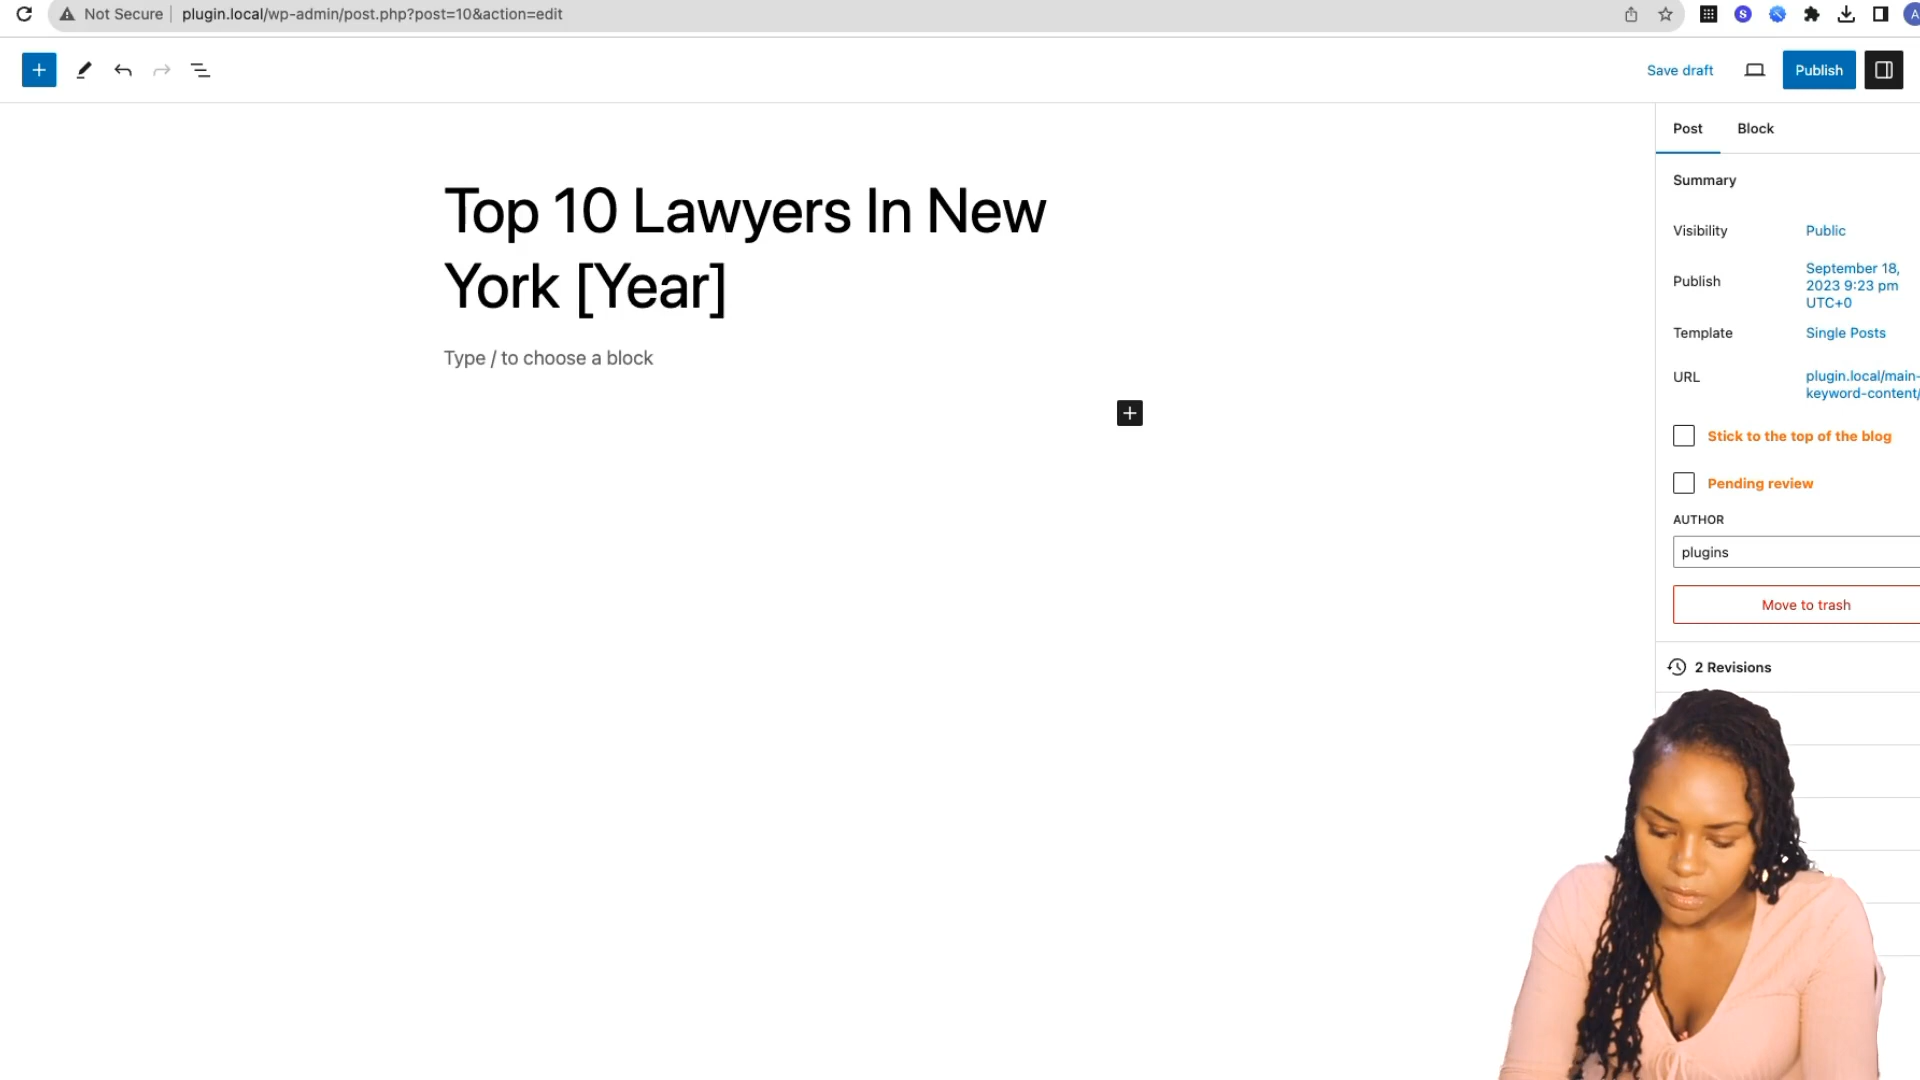 Not Secure
plugin.local/wp-admin/post.php?post=10&action=edit
S
A
Save draft
Publish
Post
Block
Top 10 Lawyers In New
York [Year]
Type / to choose a block
Summary
Visibility
Public
Publish
September 18,
2023 9:23 pm
UTC+0
Template
Single Posts
URL
plugin.local/main-
keyword-content/
Stick to the top of the blog
Pending review
AUTHOR
plugins
Move to trash
2 Revisions